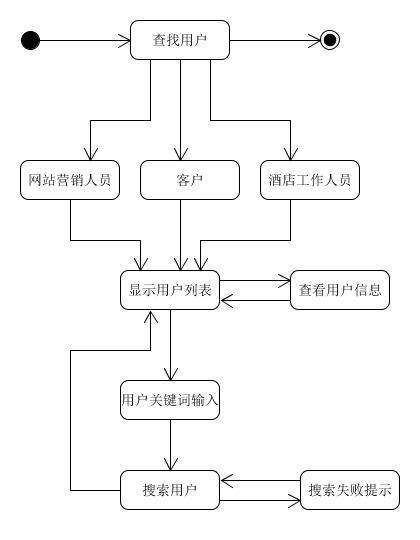 查找用户
网站营销人员
客户
酒店工作人员
显示用户列表
查看用户信息
用户关键词输入
搜索用户
搜索失败提示